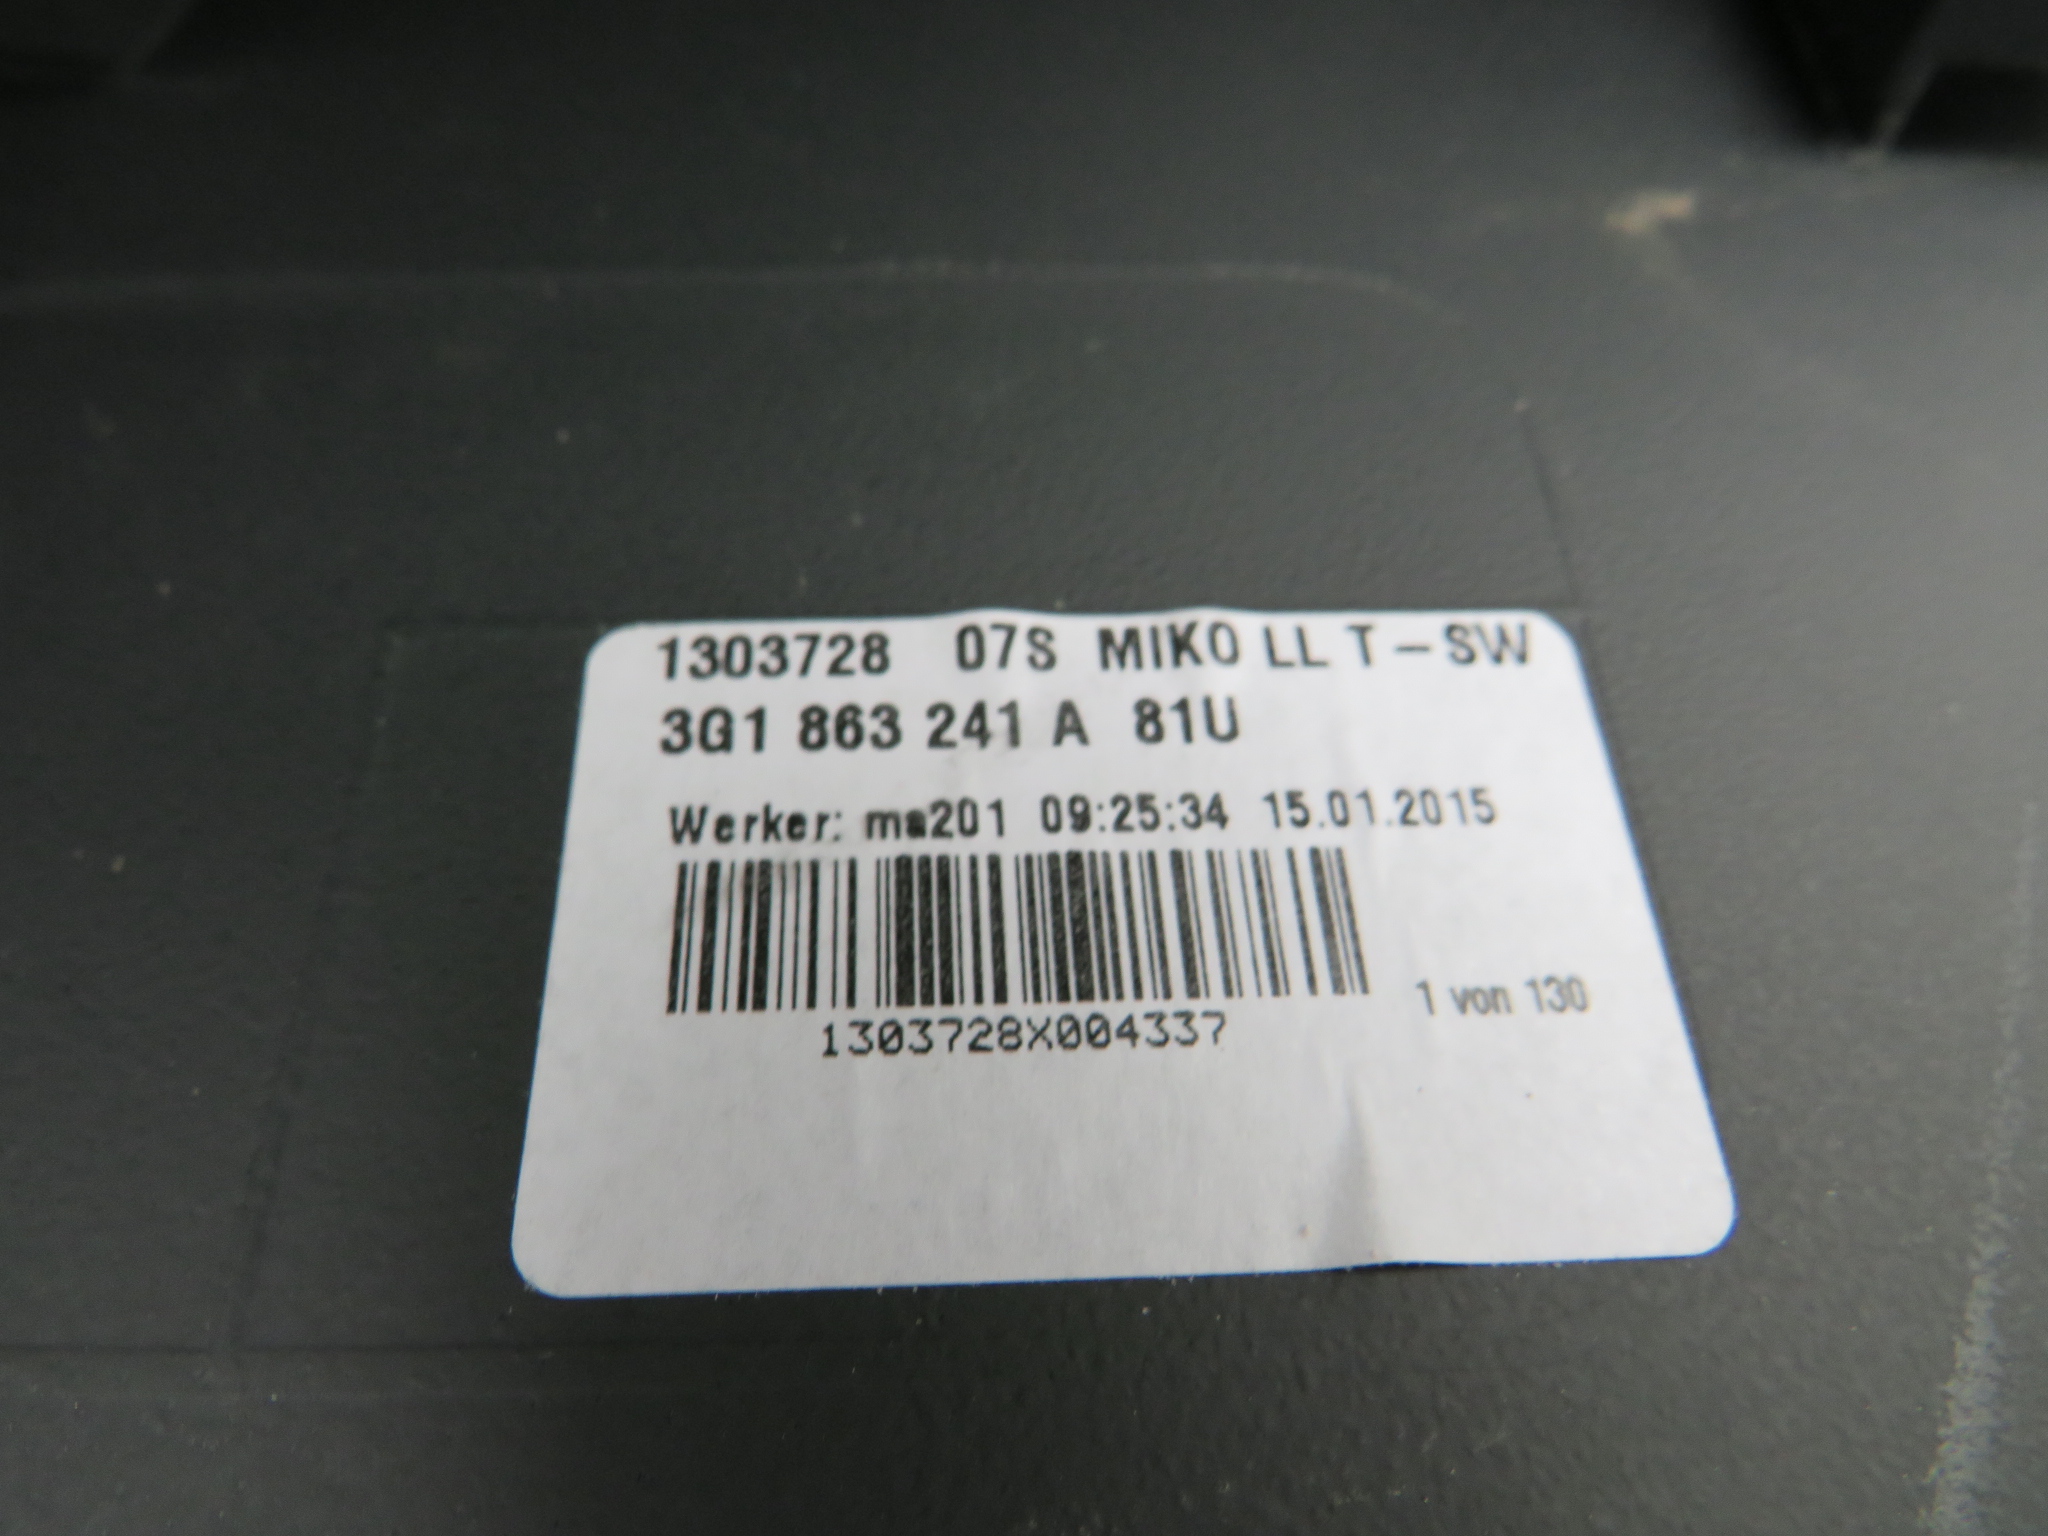 1303728 07S MIKO LL T-SW
3G1 863 241 A 81U
Werker: ma201 09:25:34 15.01.2015
1 von 130
1303728X004337